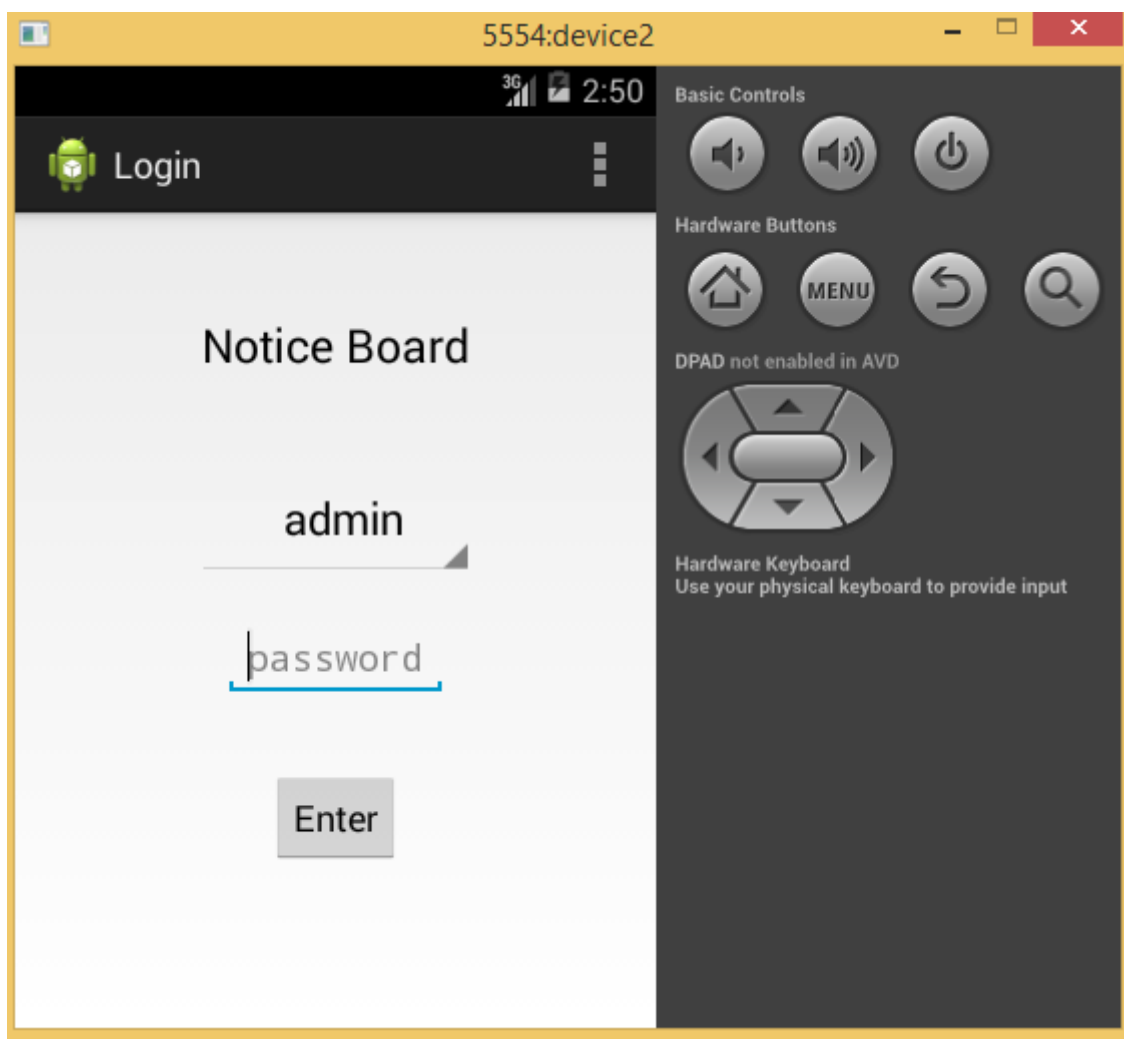 5554:device2
3G 2:50
Login
Notice Board
admin
password
Enter
Basic Controls
Hardware Buttons
MENU
DPAD not enabled in AVD
Hardware Keyboard
Use your physical keyboard to provide input